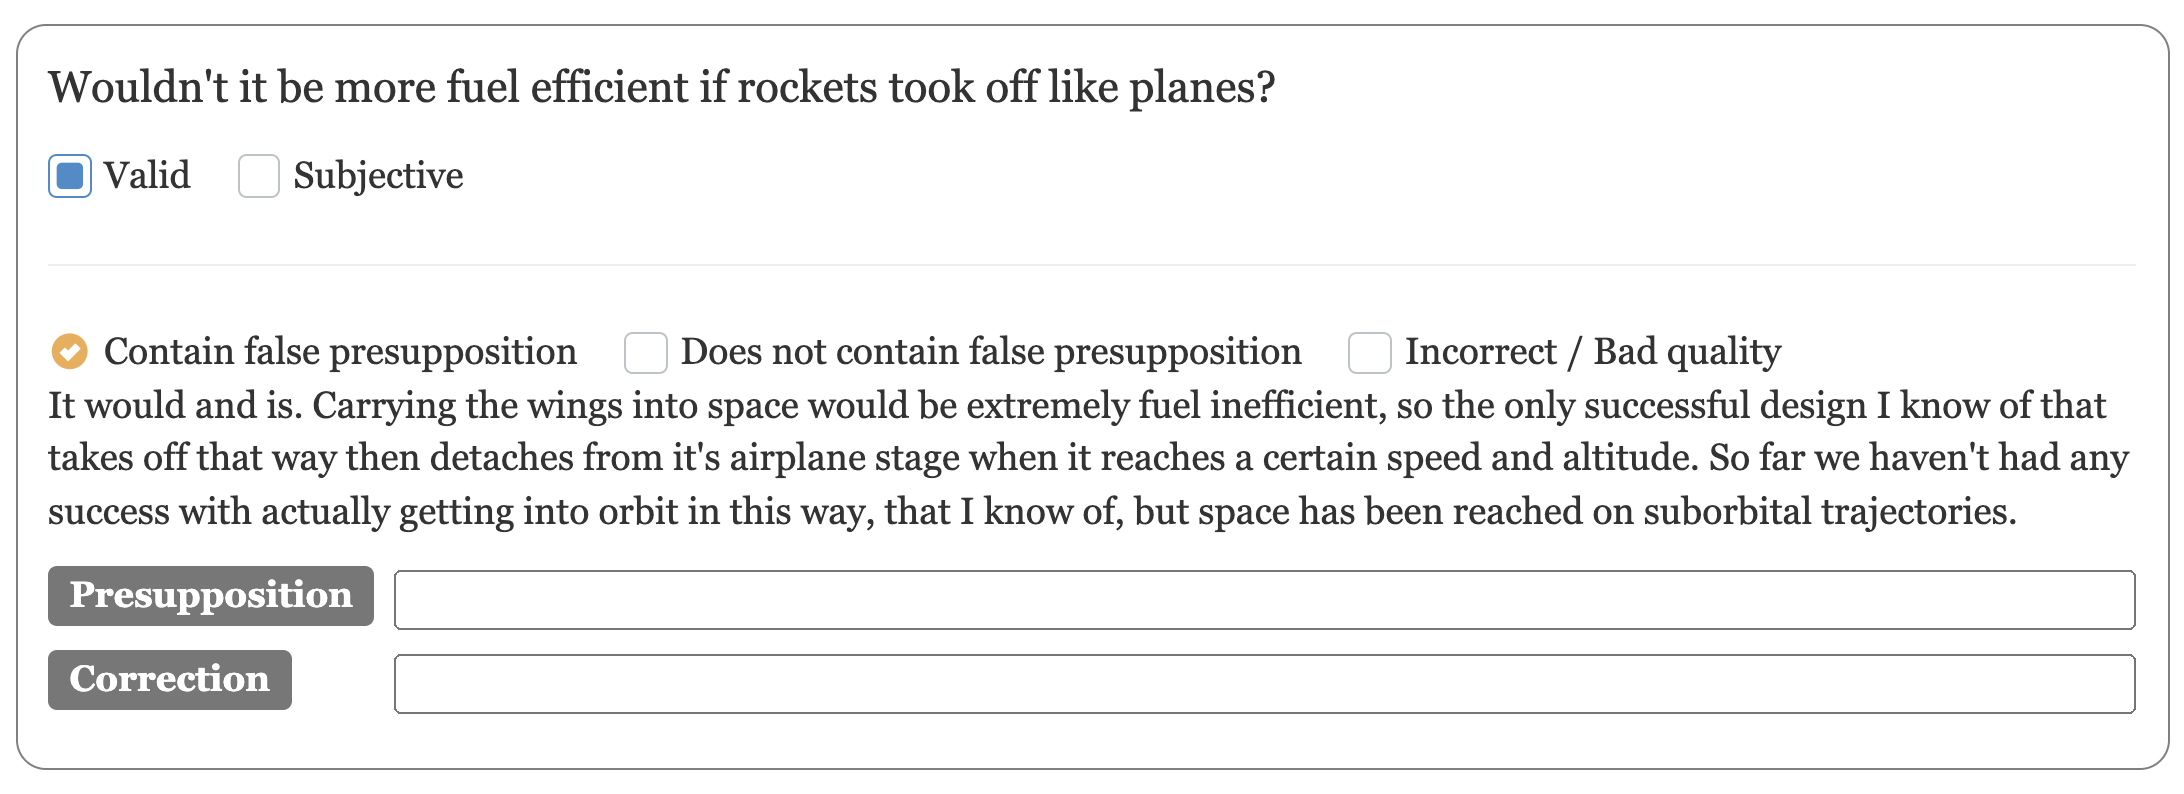 Wouldn't it be more fuel efficient if rockets took off like planes?
Valid Subjective
Contain false presupposition Does not contain false presupposition Incorrect / Bad quality
It would and is. Carrying the wings into space would be extremely fuel inefficient, so the only successful design I know of that
takes off that way then detaches from it's airplane stage when it reaches a certain speed and altitude. So far we haven't had any
success with actually getting into orbit in this way, that I know of, but space has been reached on suborbital trajectories.
Presupposition
Correction